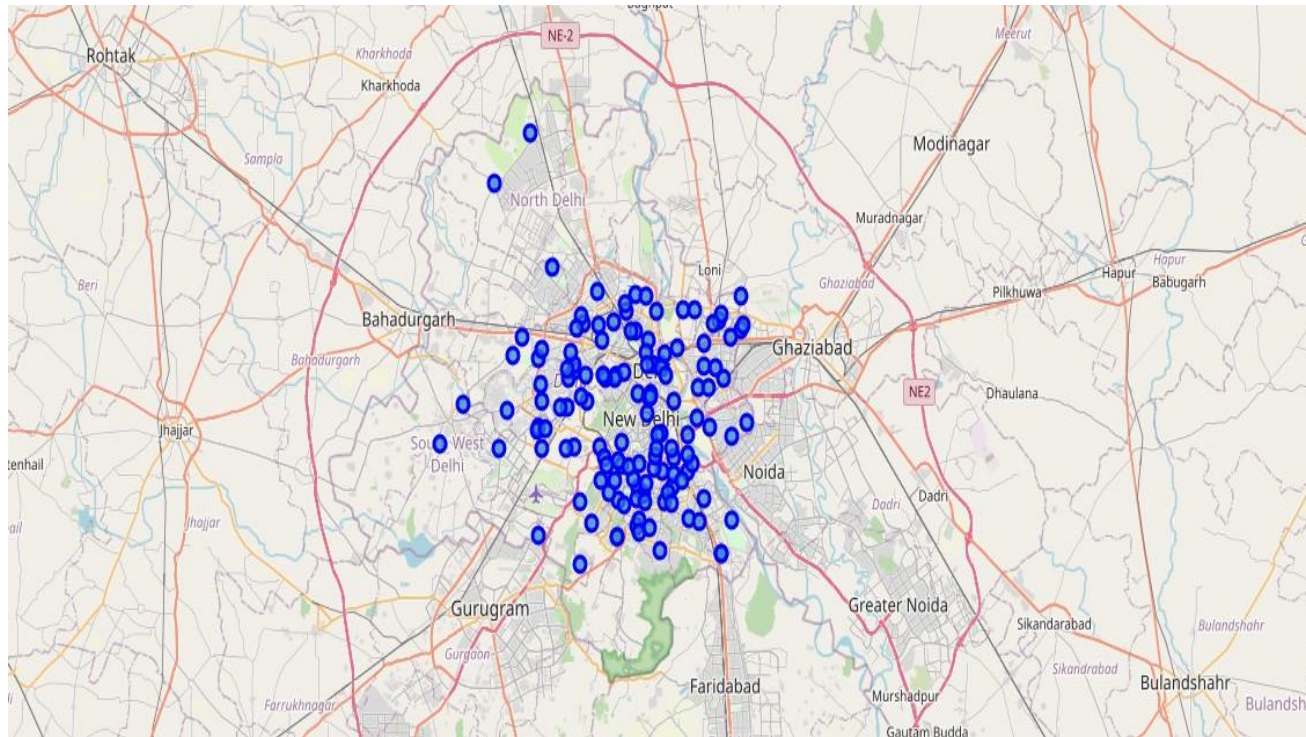 Baghpat
NE-2
Meerut
Rohtak
Kharkhoda
Kharkhoda
Modinagar
Sampla
North Delhi
Muradnagar
Hapur
Hapur
Babugarh
Loni
Ghaziabad
Pilkhuwa
Beri
Bahadurgarh
Ghaziabad
Bahadurgarh
NE2
Dhaulana
New Delhi
Jhajjar
South West
Delhi
tenhail
Noida
Dadri
Dadri
Jhajjar
Gurugram
Greater Noida
Sikandarabad
Bulandshahr
Gurgaon
Sikandrabad
Bulandshahr
Faridabad
Murshadpur
Bulandsh
Farrukhnagar
Gautam Budda